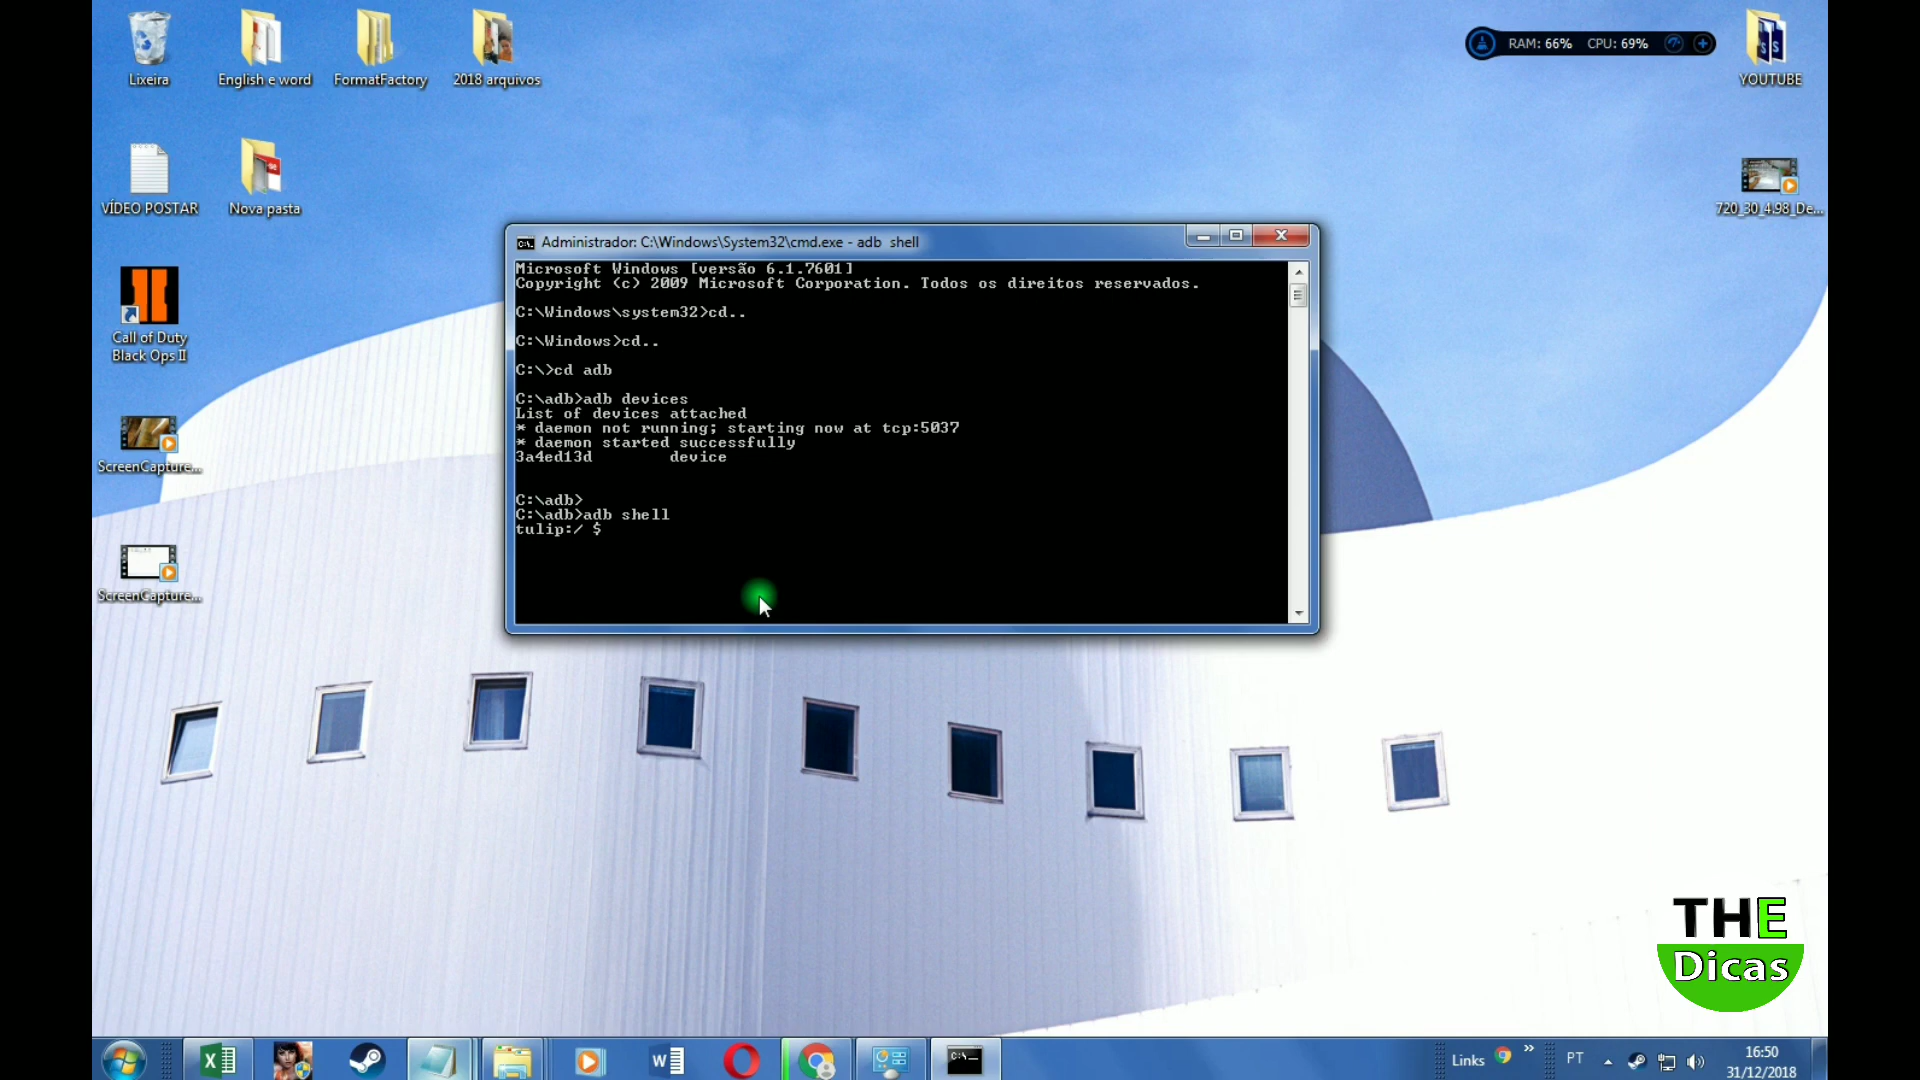 Lixeira
English e word
FormatFactory
2018 arquivos
RAM: 66% CPU: 69%
YOUTUBE
VÍDEO POSTAR
Nova pasta
720_30_4.98_De...
Call of Duty
Black Ops II
ScreenCapture...
ScreenCapture...
Administrador: C:\Windows\System32\cmd.exe - adb shell
Microsoft Windows [versão 6.1.7601]
Copyright (c) 2009 Microsoft Corporation. Todos os direitos reservados.
C:\Windows\system32>cd..
C:\Windows>cd..
C:\>cd adb
C:\adb>adb devices
List of devices attached
* daemon not running; starting now at tcp:5037
* daemon started successfully
3a4ed13d device
C:\adb>
C:\adb>adb shell
tulip:/ $
THE
Dicas
Links
PT
16:50
31/12/2018